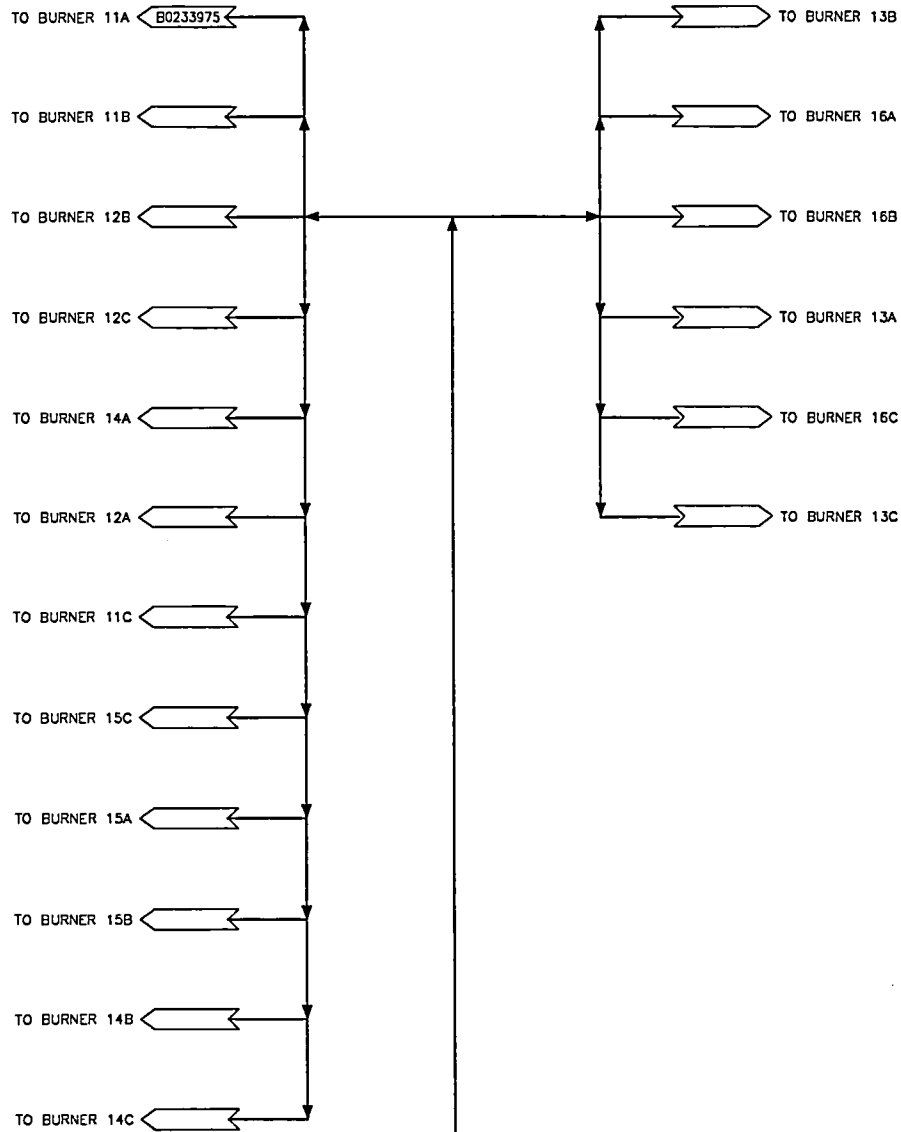 TO BURNER 11A B0233975
TO BURNER 11B
TO BURNER 12B
TO BURNER 12C
TO BURNER 14A
TO BURNER 12A
TO BURNER 11C
TO BURNER 15C
TO BURNER 15A
TO BURNER 15B
TO BURNER 14B
TO BURNER 14C
TO BURNER 13B
TO BURNER 16A
TO BURNER 16B
TO BURNER 13A
TO BURNER 16C
TO BURNER 13C